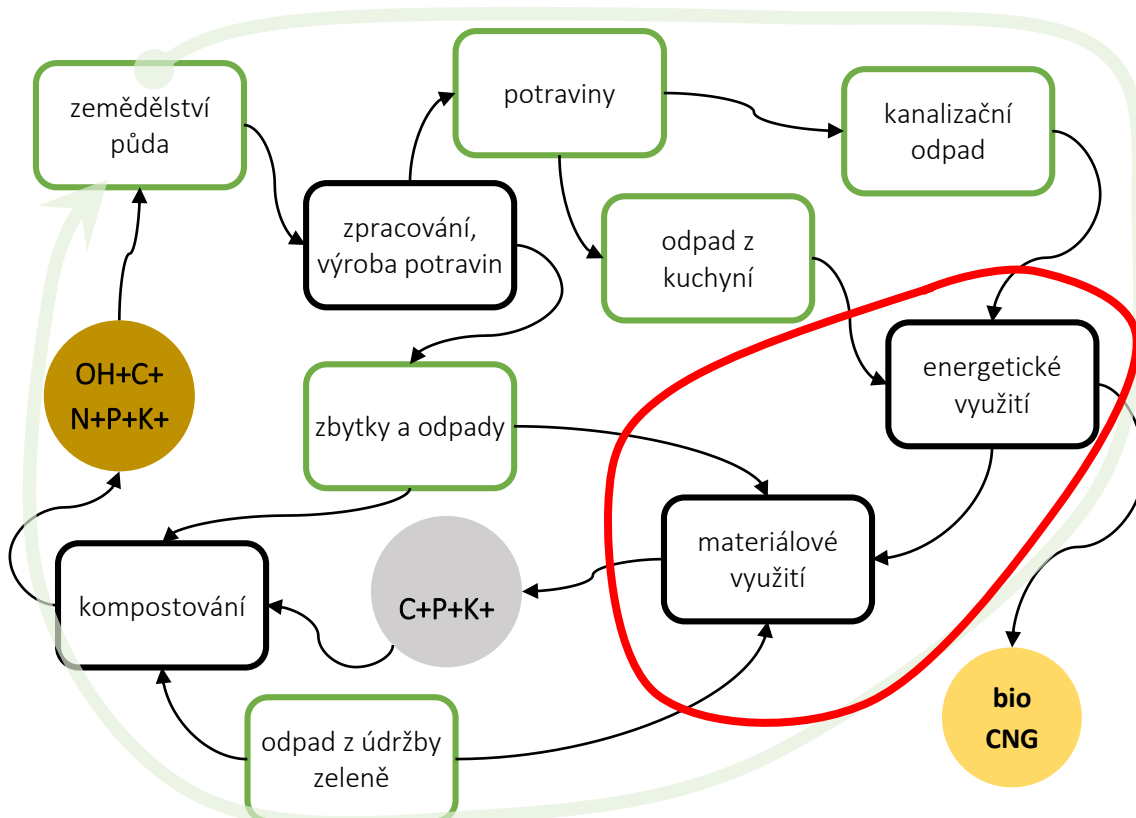 zemědělství
půda
potraviny
kanalizační
odpad
zpracování,
výroba potravin
odpad z
kuchyní
OH+C+
N+P+K+
energetické
využití
zbytky a odpady
materiálové
využití
kompostování
C+P+K+
bio
CNG
odpad z údržby
zeleně